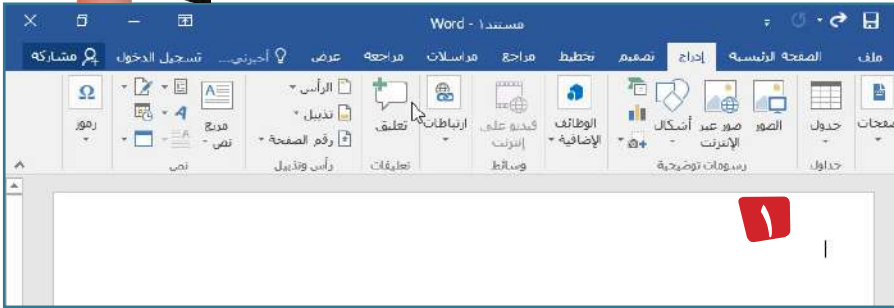 مستند١ - Word
ملف الصفحة الرئيسية إدراج تصميم تخطيط مراجع مراسلات مراجعة عرض أخبرني... تسجيل الدخول مشاركة
صفحات
جدول
الصور
صور عبر الإنترنت
أشكال
الوظائف الإضافية
فيديو على إنترنت
ارتباطات
تعليق
الرأس
تذييل
رقم الصفحة
مربع نص
رموز
جداول رسومات توضيحية وسائط تعليقات رأس وتذييل نص
١